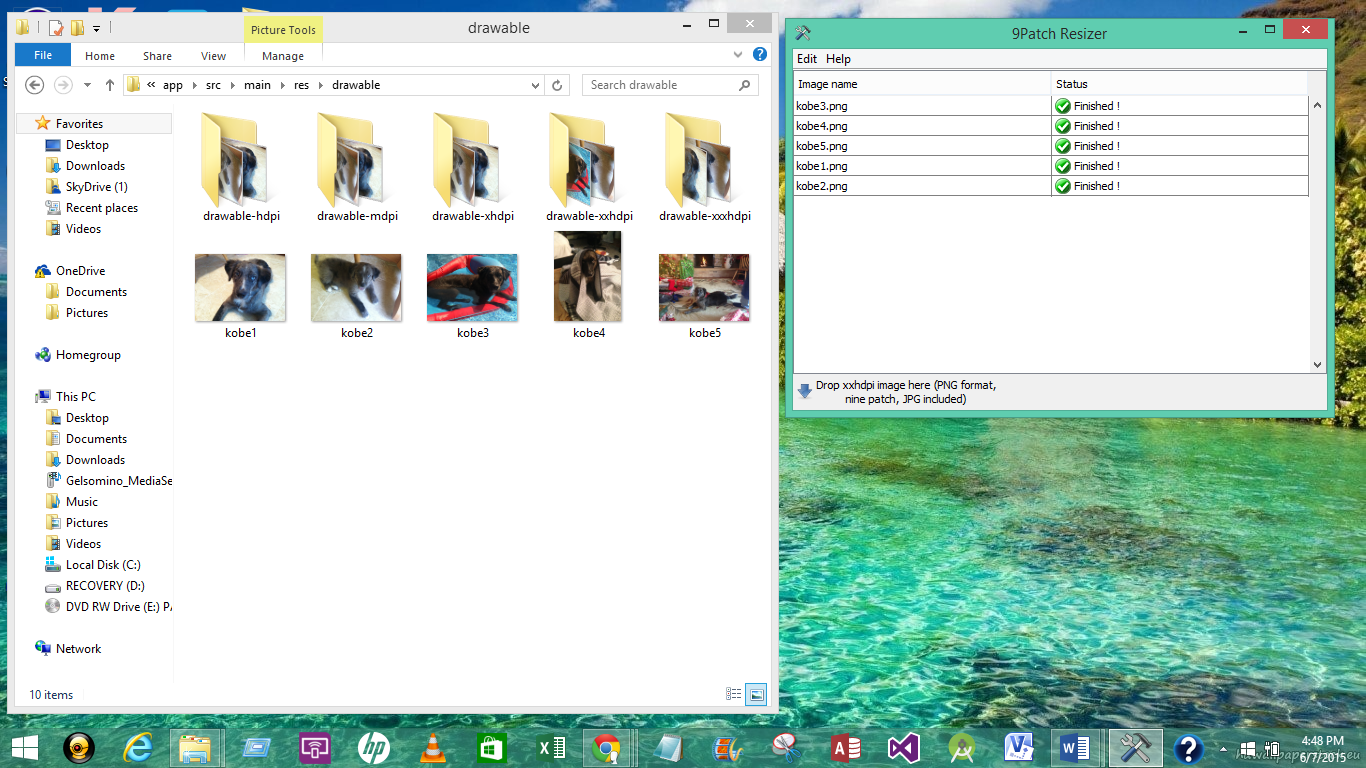 Picture Tools
drawable
File Home Share View Manage
app src main res drawable
Search drawable
Favorites
Desktop
Downloads
SkyDrive (1)
Recent places
Videos
OneDrive
Documents
Pictures
Homegroup
This PC
Desktop
Documents
Downloads
Gelsomino_MediaSe
Music
Pictures
Videos
Local Disk (C:)
RECOVERY (D:)
DVD RW Drive (E:) PA
Network
drawable-hdpi drawable-mdpi drawable-xhdpi drawable-xxhdpi drawable-xxxhdpi
kobe1 kobe2 kobe3 kobe4 kobe5
10 items
9Patch Resizer
Edit Help
Image name Status
kobe3.png Finished !
kobe4.png Finished !
kobe5.png Finished !
kobe1.png Finished !
kobe2.png Finished !
Drop xxhdpi image here (PNG format,
nine patch, JPG included)
4:48 PM
6/7/2015